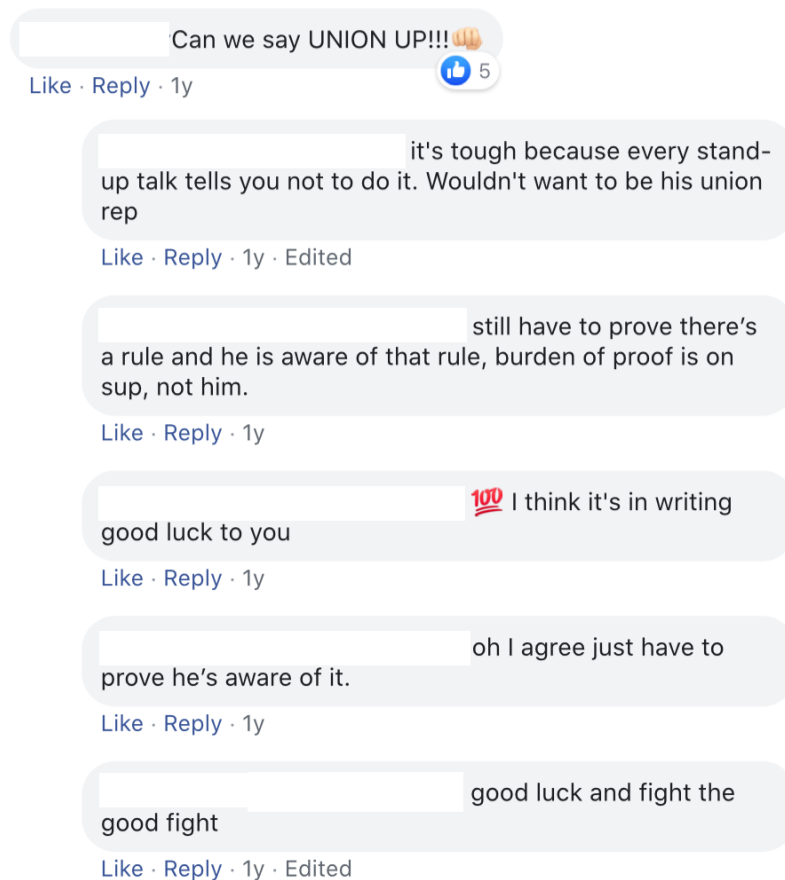 Can we say UNION UP!!!👊🏻
5
Like · Reply · 1y
it's tough because every stand-
up talk tells you not to do it. Wouldn't want to be his union
rep
Like · Reply · 1y · Edited
still have to prove there’s
a rule and he is aware of that rule, burden of proof is on
sup, not him.
Like · Reply · 1y
💯 I think it's in writing
good luck to you
Like · Reply · 1y
oh I agree just have to
prove he’s aware of it.
Like · Reply · 1y
good luck and fight the
good fight
Like · Reply · 1y · Edited